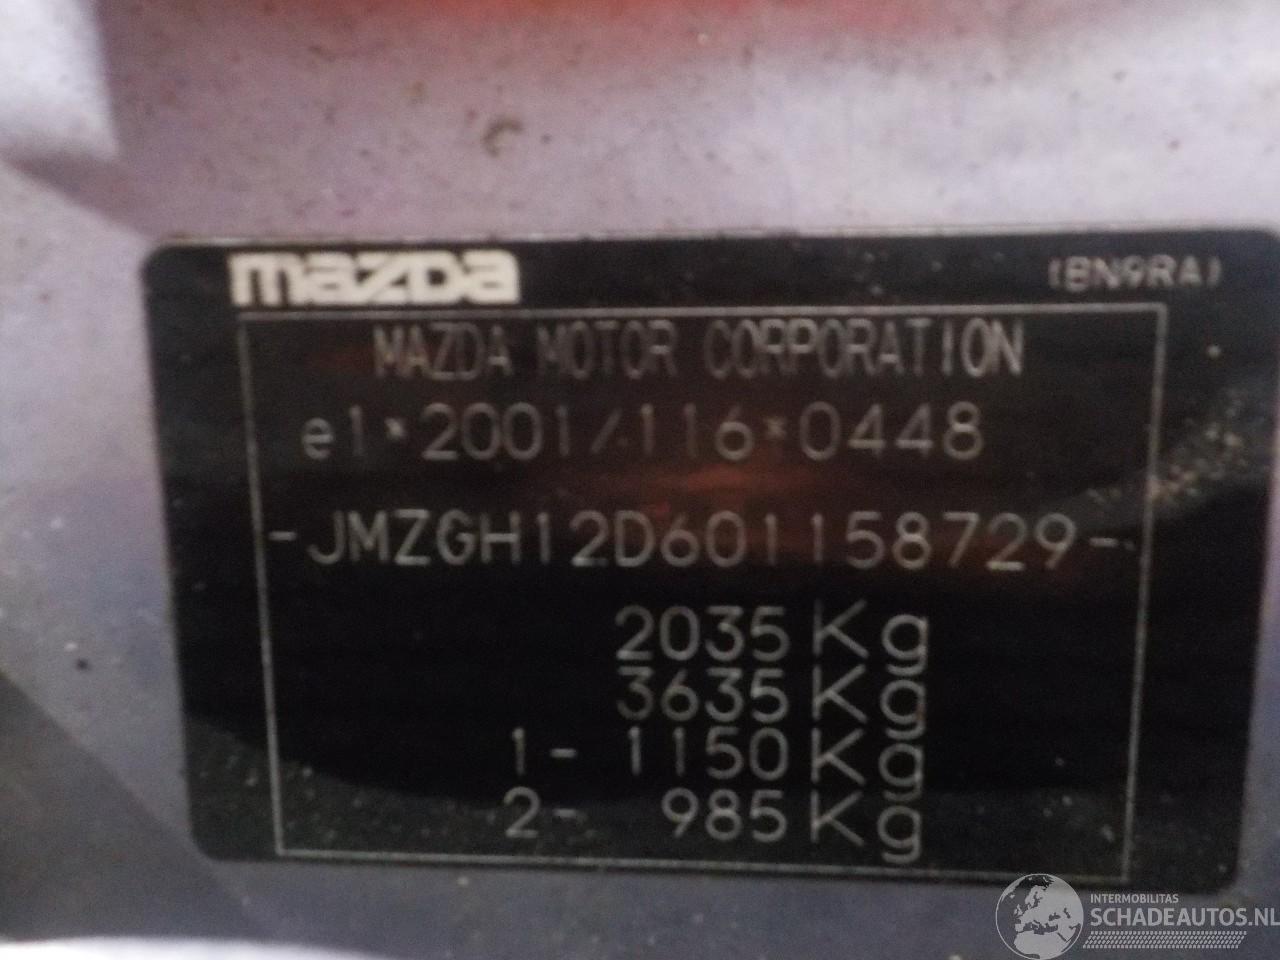 mazda (BN9RA)
MAZDA MOTOR CORPORATION
e1*2001/116*0448
-JMZGH12D601158729-
2035Kg
3635Kg
1- 1150Kg
2- 985Kg
INTERMOBILITAS
SCHADEAUTOS.NL